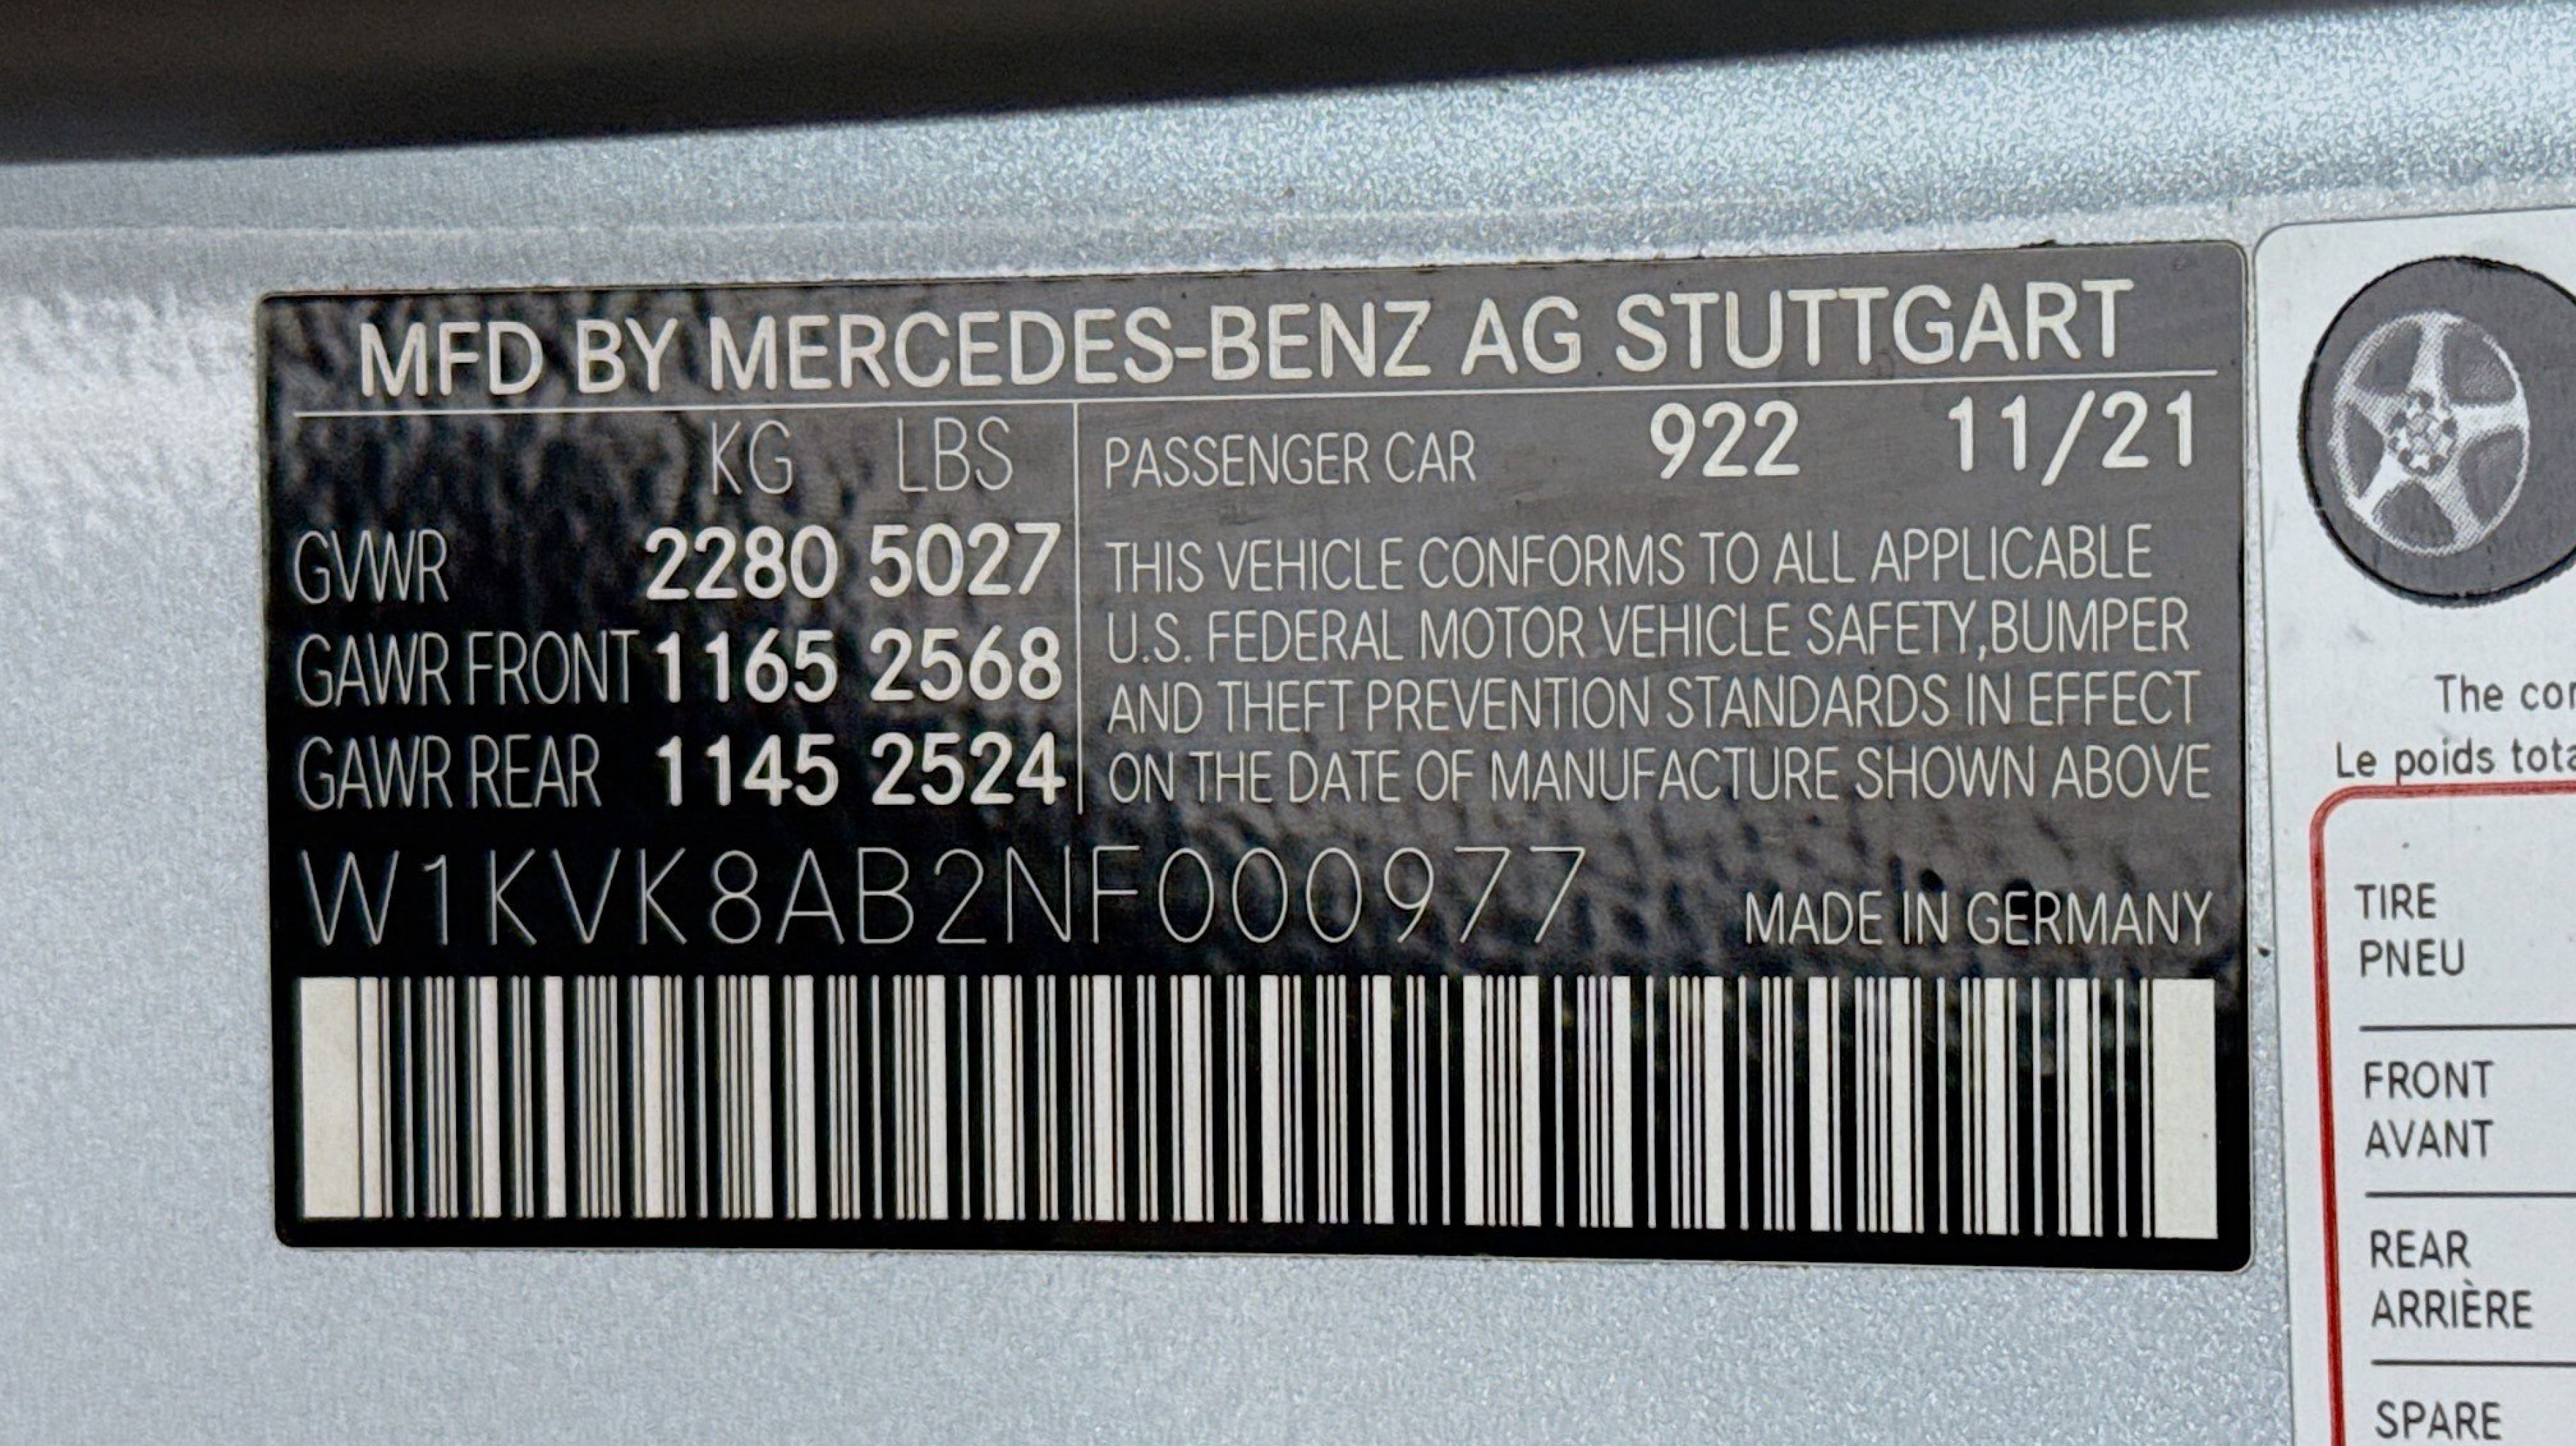 MFD BY MERCEDES-BENZ AG STUTTGART
KG LBS
GVWR 2280 5027
GAWR FRONT 1165 2568
GAWR REAR 1145 2524
PASSENGER CAR 922 11/21
THIS VEHICLE CONFORMS TO ALL APPLICABLE
U.S. FEDERAL MOTOR VEHICLE SAFETY,BUMPER
AND THEFT PREVENTION STANDARDS IN EFFECT
ON THE DATE OF MANUFACTURE SHOWN ABOVE
W1KVK8AB2NF000977
MADE IN GERMANY
The
Le poids
TIRE
PNEU
FRONT
AVANT
REAR
ARRIÈRE
SPARE